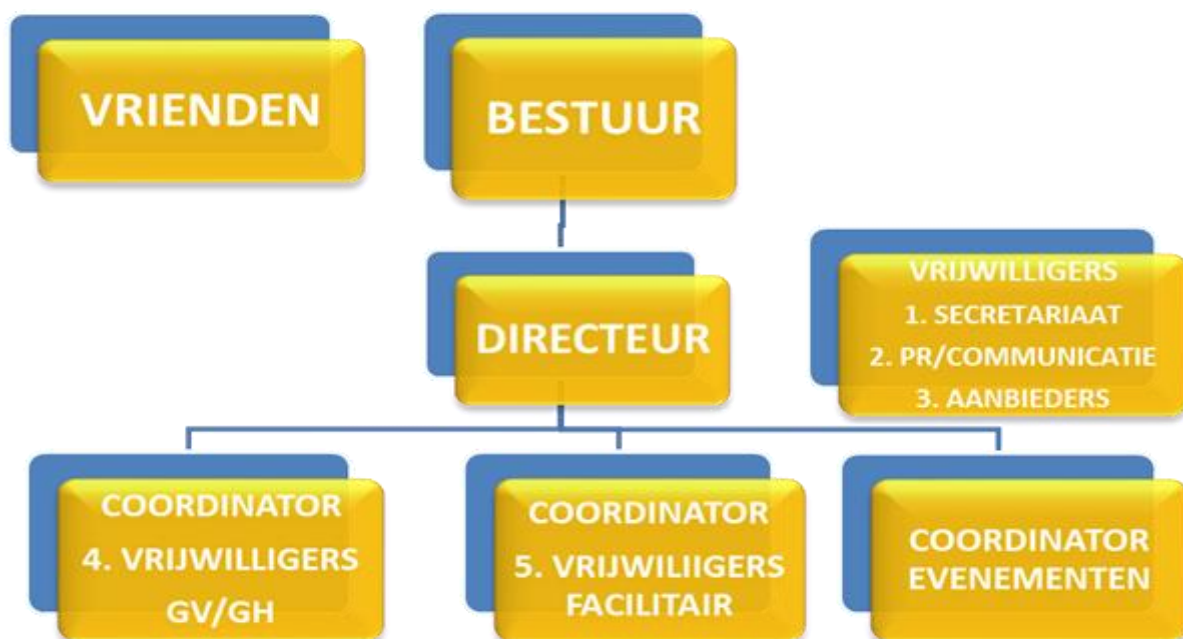 VRIENDEN
BESTUUR
DIRECTEUR
VRIJWILLIGERS
1. SECRETARIAAT
2. PR/COMMUNICATIE
3. AANBIEDERS
COORDINATOR
4. VRIJWILLIGERS
GV/GH
COORDINATOR
5. VRIJWILIIGERS
FACILITAIR
COORDINATOR
EVENEMENTEN